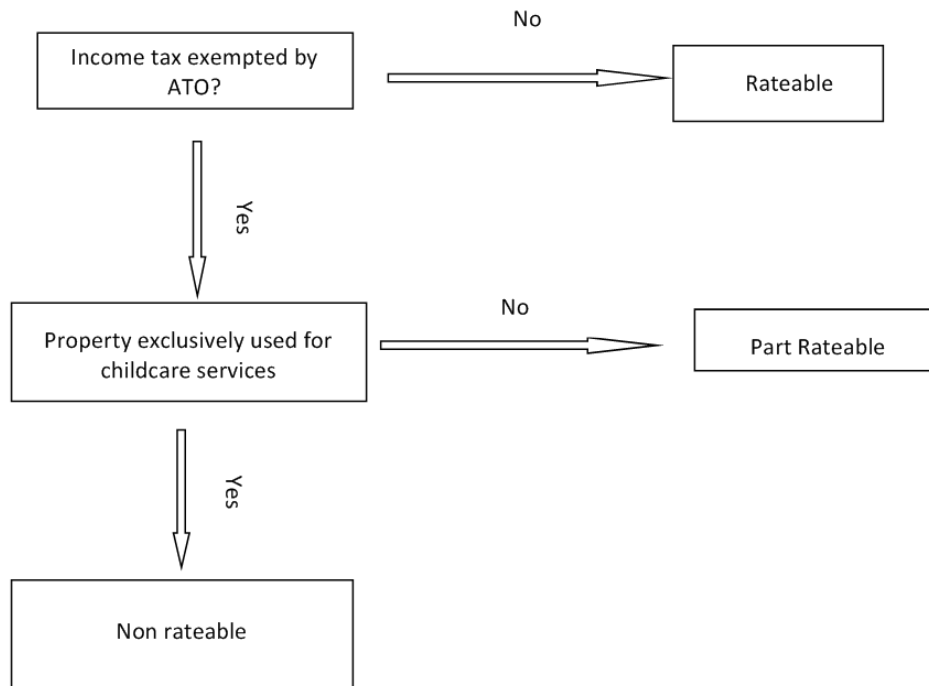 No
Income tax exempted by
ATO?
Rateable
Yes
No
Property exclusively used for
childcare services
Part Rateable
Yes
Non rateable